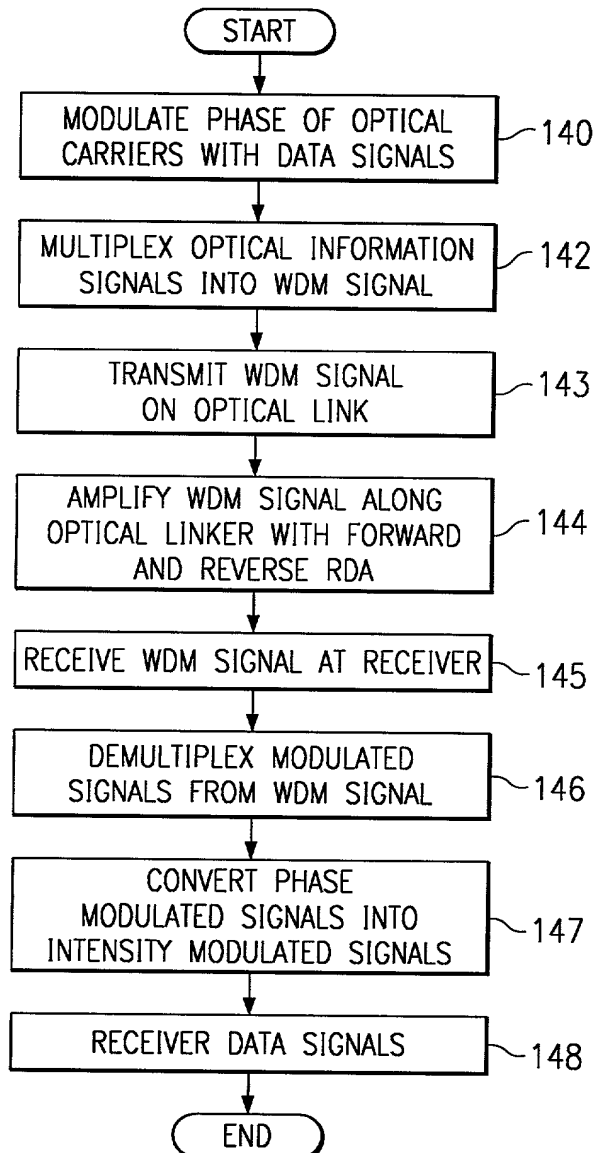 START
MODULATE PHASE OF OPTICAL
CARRIERS WITH DATA SIGNALS
140
MULTIPLEX OPTICAL INFORMATION
SIGNALS INTO WDM SIGNAL
142
TRANSMIT WDM SIGNAL
ON OPTICAL LINK
143
AMPLIFY WDM SIGNAL ALONG
OPTICAL LINKER WITH FORWARD
AND REVERSE RDA
144
RECEIVE WDM SIGNAL AT RECEIVER
145
DEMULTIPLEX MODULATED
SIGNALS FROM WDM SIGNAL
146
CONVERT PHASE
MODULATED SIGNALS INTO
INTENSITY MODULATED SIGNALS
147
RECEIVER DATA SIGNALS
148
END